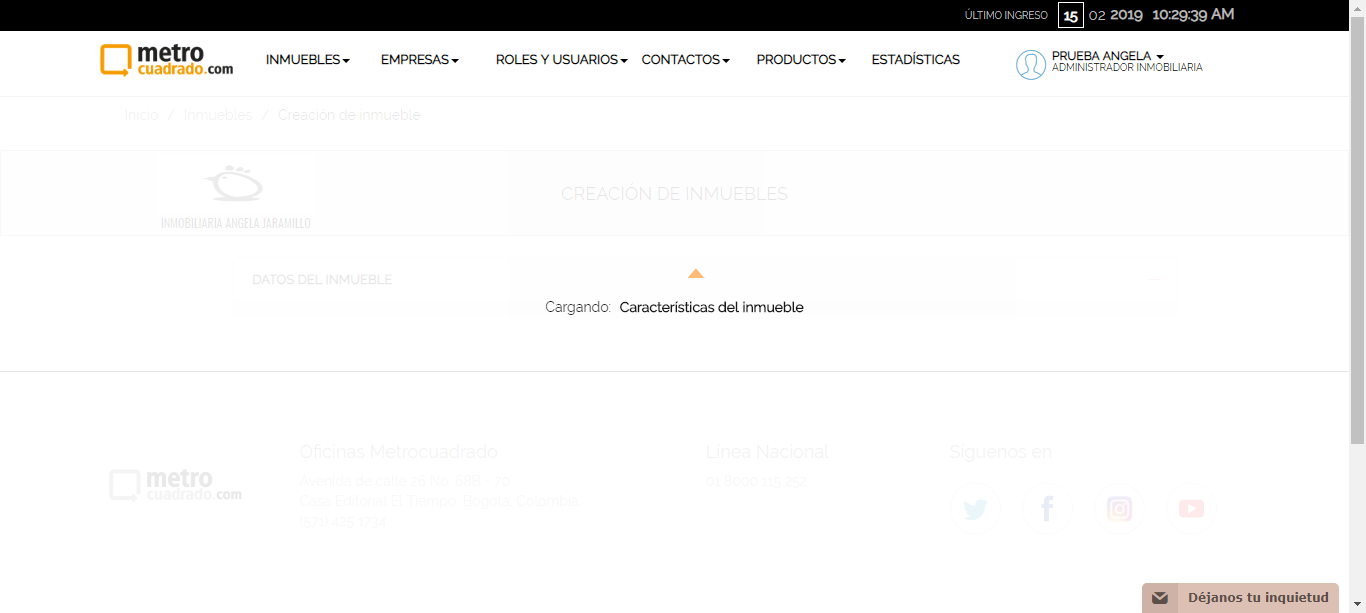 ÚLTIMO INGRESO 15 02 2019 10:29:39 AM
metro
cuadrado.com
INMUEBLES EMPRESAS ROLES Y USUARIOS CONTACTOS PRODUCTOS ESTADÍSTICAS
PRUEBA ANGELA
ADMINISTRADOR INMOBILIARIA
Inicio / Inmuebles / Creación de inmueble
INMOBILIARIA ANGELA JARAMILLO
CREACIÓN DE INMUEBLES
DATOS DEL INMUEBLE
Cargando: Características del inmueble
metro
cuadrado.com
Oficinas Metrocuadrado
Avenida de calle 26 No. 68B - 70
Casa Editorial El Tiempo. Bogotá, Colombia.
(571) 425 1734
Línea Nacional
01 8000 115 252
Síguenos en
Déjanos tu inquietud